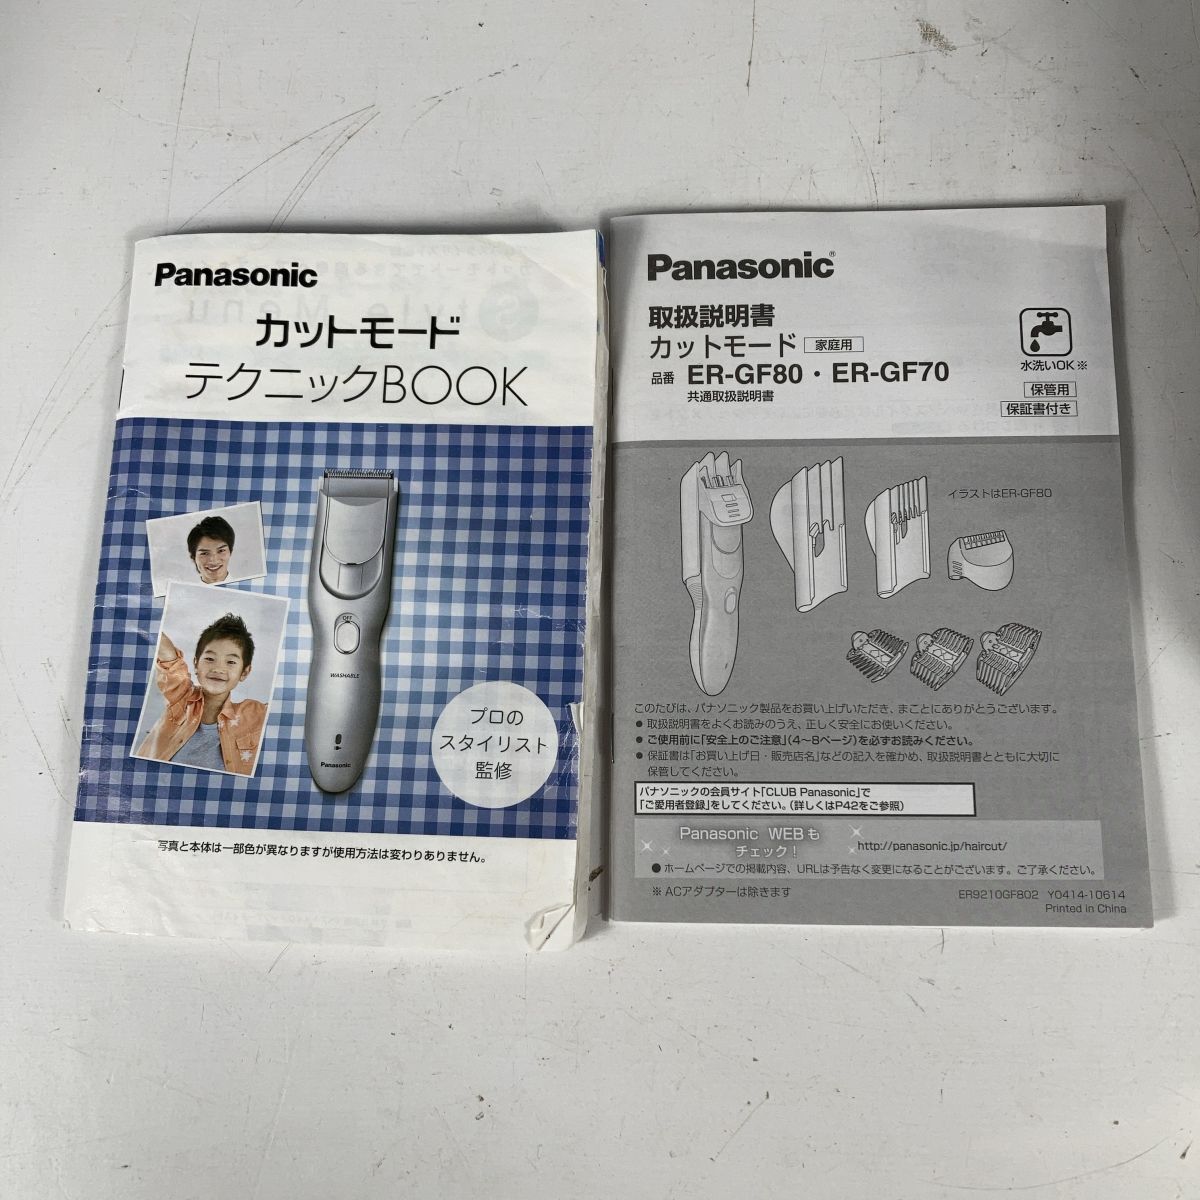 Panasonic
カットモード
テクニックBOOK
OFF
WASHABLE
Panasonic
プロの
スタイリスト
監修
写真と本体は一部色が異なりますが使用方法は変わりありません。
Panasonic®
取扱説明書
カットモード 家庭用
品番 ER-GF80・ER-GF70
共通取扱説明書
水洗いOK※
保管用
保証書付き
イラストはER-GF80
このたびは、パナソニック製品をお買い上げいただき、まことにありがとうございます。
● 取扱説明書をよくお読みのうえ、正しく安全にお使いください。
● ご使用前に「安全上のご注意」(4〜8ページ)を必ずお読みください。
● 保証書は「お買い上げ日・販売店名」などの記入を確かめ、取扱説明書とともに大切に
保管してください。
パナソニックの会員サイト「CLUB Panasonic」で
「ご愛用者登録」をしてください。(詳しくはP42をご参照)
Panasonic WEBも
チェック!
http://panasonic.jp/haircut/
● ホームページでの掲載内容、URLは予告なく変更になることがございます。ご了承ください。
※ ACアダプターは除きます
ER9210GF802 Y0414-10614
Printed in China